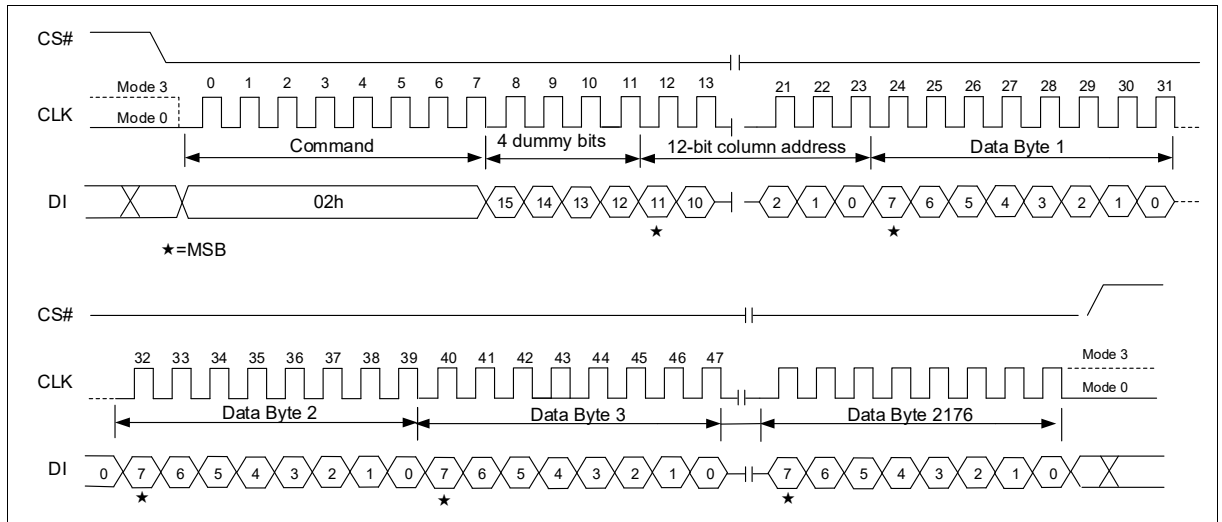 CS#
Mode 3 0 1 2 3 4 5 6 7 8 9 10 11 12 13 21 22 23 24 25 26 27 28 29 30 31
CLK
Mode 0
Command 4 dummy bits 12-bit column address Data Byte 1
DI 02h 15 14 13 12 11 10 2 1 0 7 6 5 4 3 2 1 0
★ ★
★=MSB
CS#
32 33 34 35 36 37 38 39 40 41 42 43 44 45 46 47 Mode 3
CLK
Mode 0
Data Byte 2 Data Byte 3 Data Byte 2176
DI 0 7 6 5 4 3 2 1 0 7 6 5 4 3 2 1 0 7 6 5 4 3 2 1 0
★ ★ ★